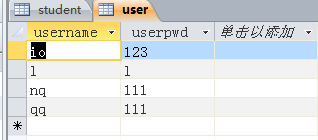 student user
username userpwd 单击以添加
io 123
l l
nq 111
qq 111
*